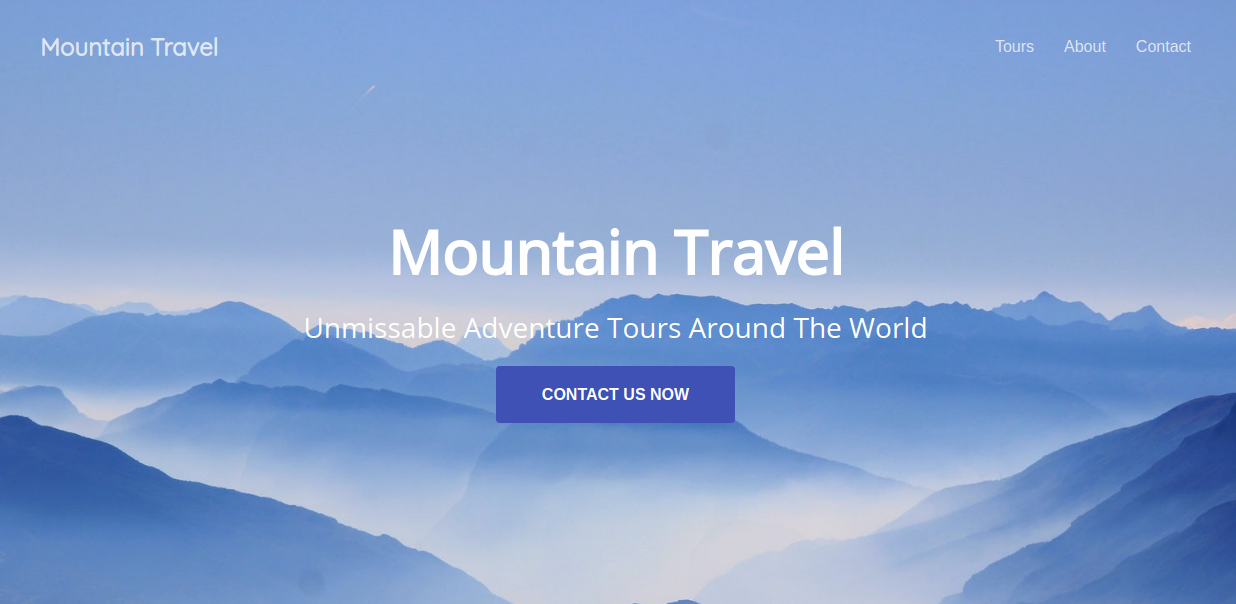 Mountain Travel
Tours About Contact
Mountain Travel
Unmissable Adventure Tours Around The World
CONTACT US NOW